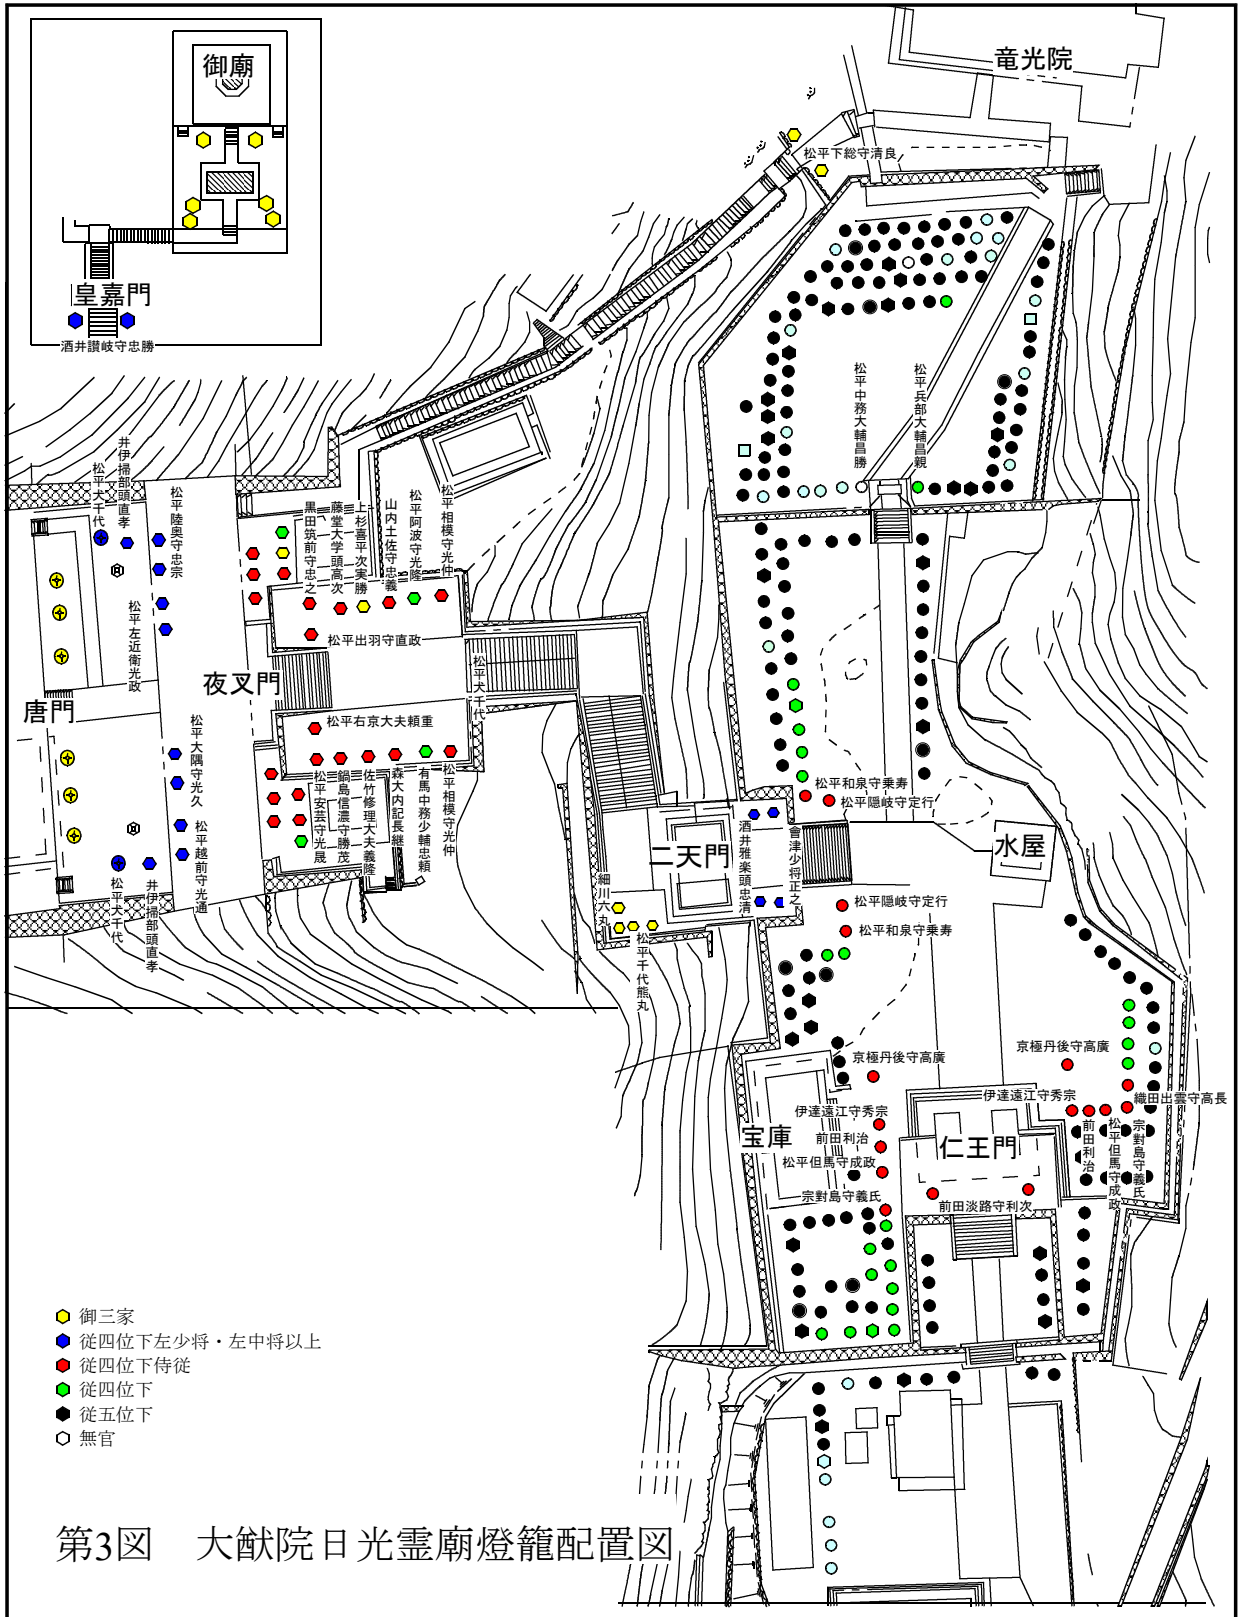 御廟
皇嘉門
酒井讃岐守忠勝
竜光院
松平下総守清良
松平中務大輔昌勝
松平兵部大輔昌親
井伊掃部頭直孝
松平犬千代
松平陸奥守忠宗
松平左近衛光政
黒田筑前守忠之
藤堂大学頭高次
上杉喜平次実勝
山内土佐守忠義
松平阿波守光隆
松平相模守光仲
松平出羽守直政
夜叉門
唐門
松平犬千代
松平右京大夫頼重
松平大隅守光久
松平越前守光通
松平安芸守光晟
鍋島信濃守勝茂
佐竹修理大夫義隆
森大内記長継
有馬中務少輔忠頼
松平相模守光仲
松平犬千代
井伊掃部頭直孝
松平和泉守乗寿
松平隠岐守定行
二天門
酒井雅楽頭忠清
會津少将正之
水屋
細川六丸
松平千代熊丸
松平隠岐守定行
松平和泉守乗寿
京極丹後守高廣
京極丹後守高廣
伊達遠江守秀宗
伊達遠江守秀宗
織田出雲守高長
宝庫
前田利治
松平但馬守成政
宗對島守義氏
仁王門
前田淡路守利次
前田利治
松平但馬守成政
宗對島守義氏
御三家
従四位下左少将・左中将以上
従四位下侍従
従四位下
従五位下
無官
第3図　大猷院日光霊廟燈籠配置図